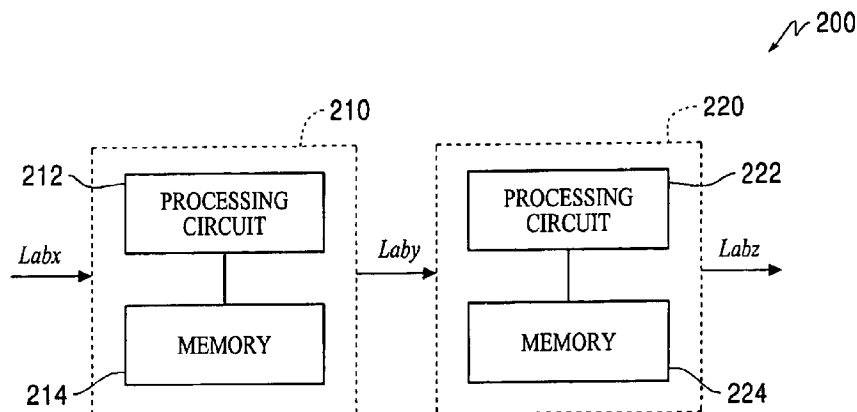 200
210
220
212
PROCESSING
CIRCUIT
222
PROCESSING
CIRCUIT
Labx
Laby
Labz
MEMORY
214
MEMORY
224